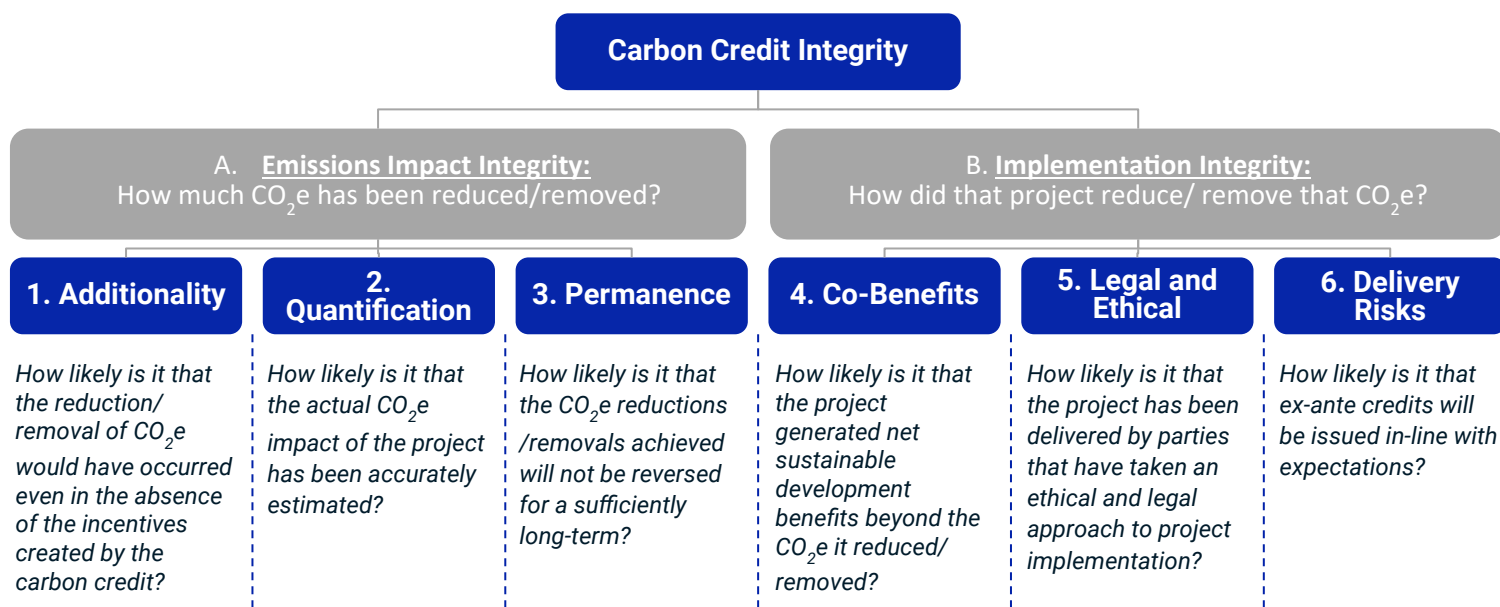 Carbon Credit Integrity
A. Emissions Impact Integrity:
How much CO₂e has been reduced/removed?
B. Implementation Integrity:
How did that project reduce/ remove that CO₂e?
1. Additionality
2.
Quantification
3. Permanence
4. Co-Benefits
5. Legal and
Ethical
6. Delivery
Risks
How likely is it that
the reduction/
removal of CO₂e
would have occurred
even in the absence
of the incentives
created by the
carbon credit?
How likely is it that
the actual CO₂e
impact of the project
has been accurately
estimated?
How likely is it that
the CO₂e reductions
/removals achieved
will not be reversed
for a sufficiently
long-term?
How likely is it that
the project
generated net
sustainable
development
benefits beyond the
CO₂e it reduced/
removed?
How likely is it that
the project has been
delivered by parties
that have taken an
ethical and legal
approach to project
implementation?
How likely is it that
ex-ante credits will
be issued in-line with
expectations?